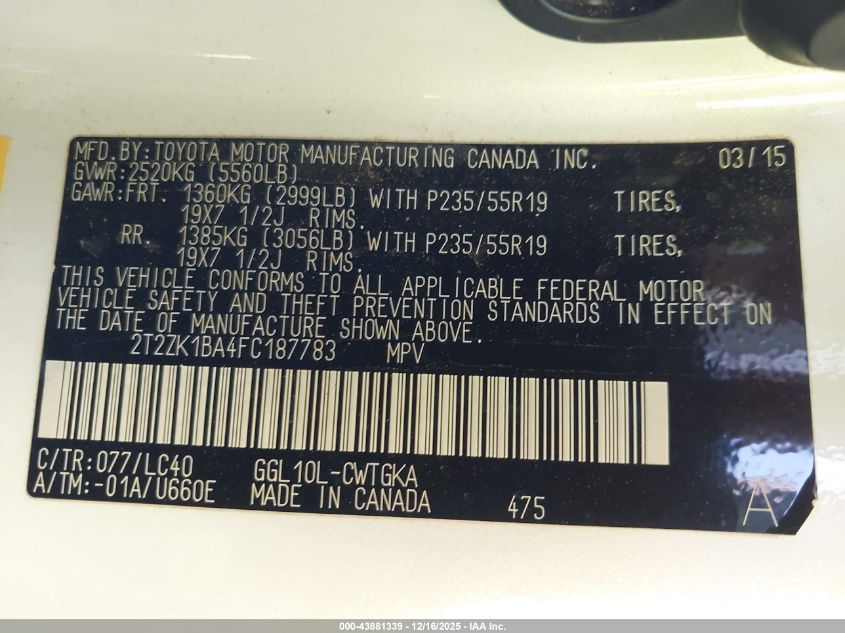 MFD.BY:TOYOTA MOTOR MANUFACTURING CANADA INC. 03/15
GVWR:2520KG (5560LB)
GAWR:FRT. 1360KG (2999LB) WITH P235/55R19 TIRES,
19X7 1/2J RIMS.
RR. 1385KG (3056LB) WITH P235/55R19 TIRES,
19X7 1/2J RIMS.
THIS VEHICLE CONFORMS TO ALL APPLICABLE FEDERAL MOTOR
VEHICLE SAFETY AND THEFT PREVENTION STANDARDS IN EFFECT ON
THE DATE OF MANUFACTURE SHOWN ABOVE.
2T2ZK1BA4FC187783 MPV
C/TR:077/LC40 GGL10L-CWTGKA
A/TM:-01A/U660E MADE IN CANADA 475 A
000-43881339 - 12/16/2025 - IAA Inc.